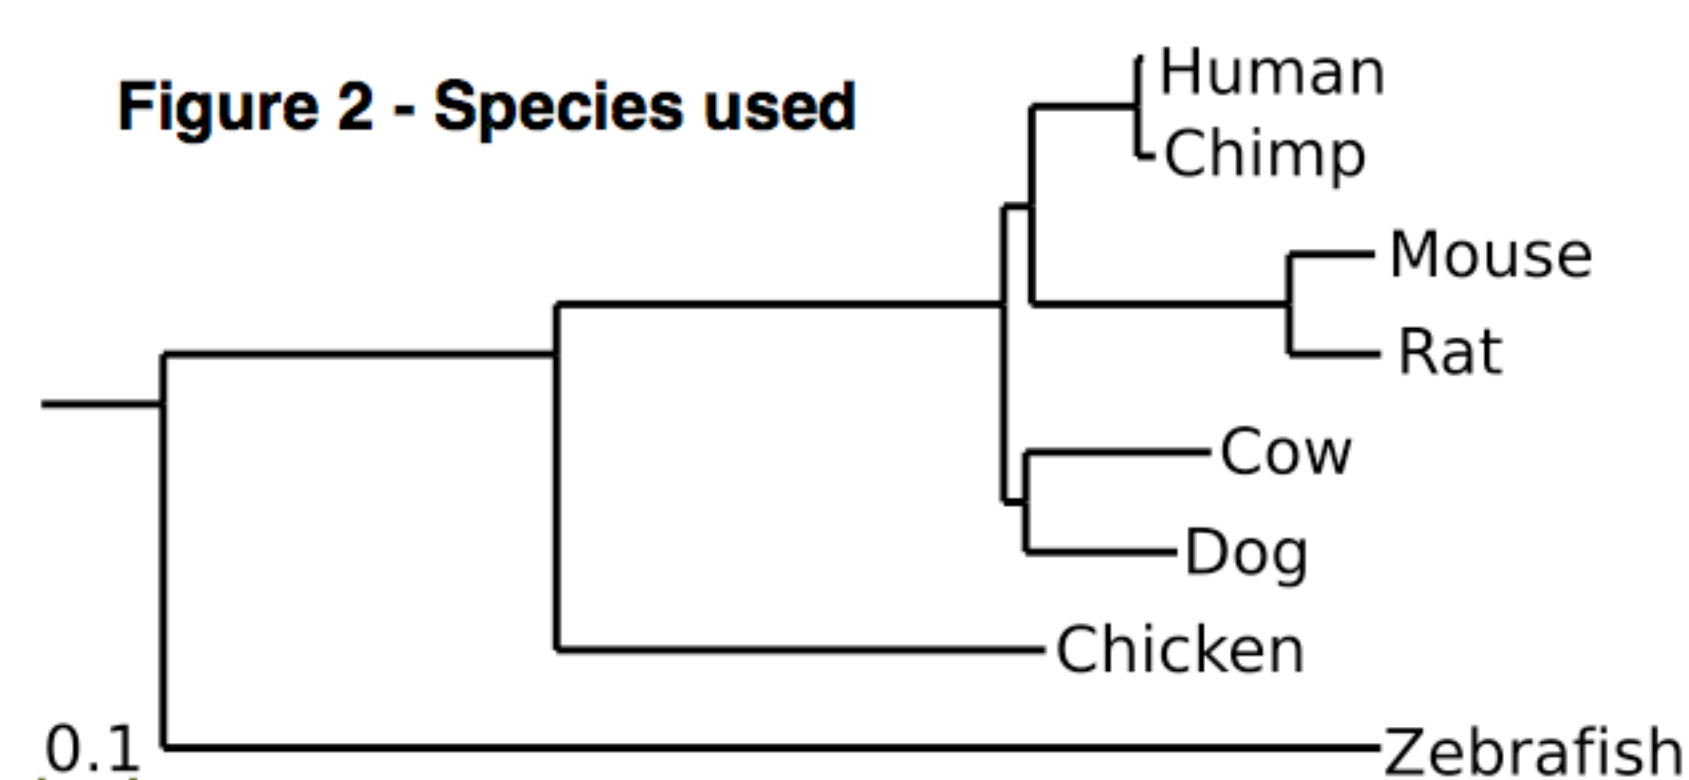 Figure 2 - Species used
Human
Chimp
Mouse
Rat
Cow
Dog
Chicken
Zebrafish
0.1